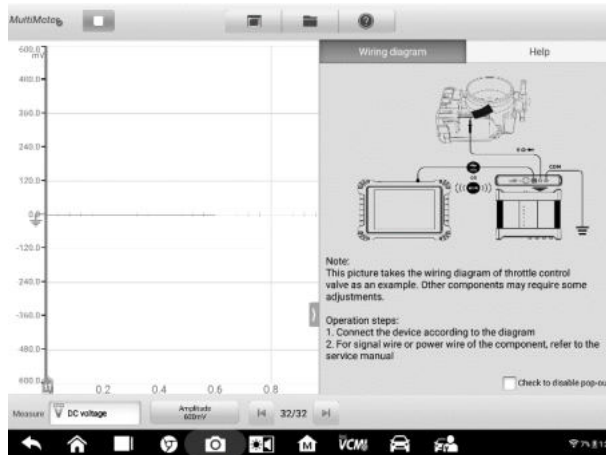 MultiMeter
Wiring diagram
Help
600.0
mV
480.0
360.0
240.0
120.0
0.0
-120.0
240.0
-360.0
480.0
600.0
0.2
0.4
0.6
0.8
COM
Note:
This picture takes the wiring diagram of throttle control
valve as an example. Other components may require some
adjustments.
Operation steps:
1. Connect the device according to the diagram
2. For signal wire or power wire of the component, refer to the
service manual
Check to disable pop-ou
Measure
DC voltage
Amplitude
600mV
32/32
VCMI